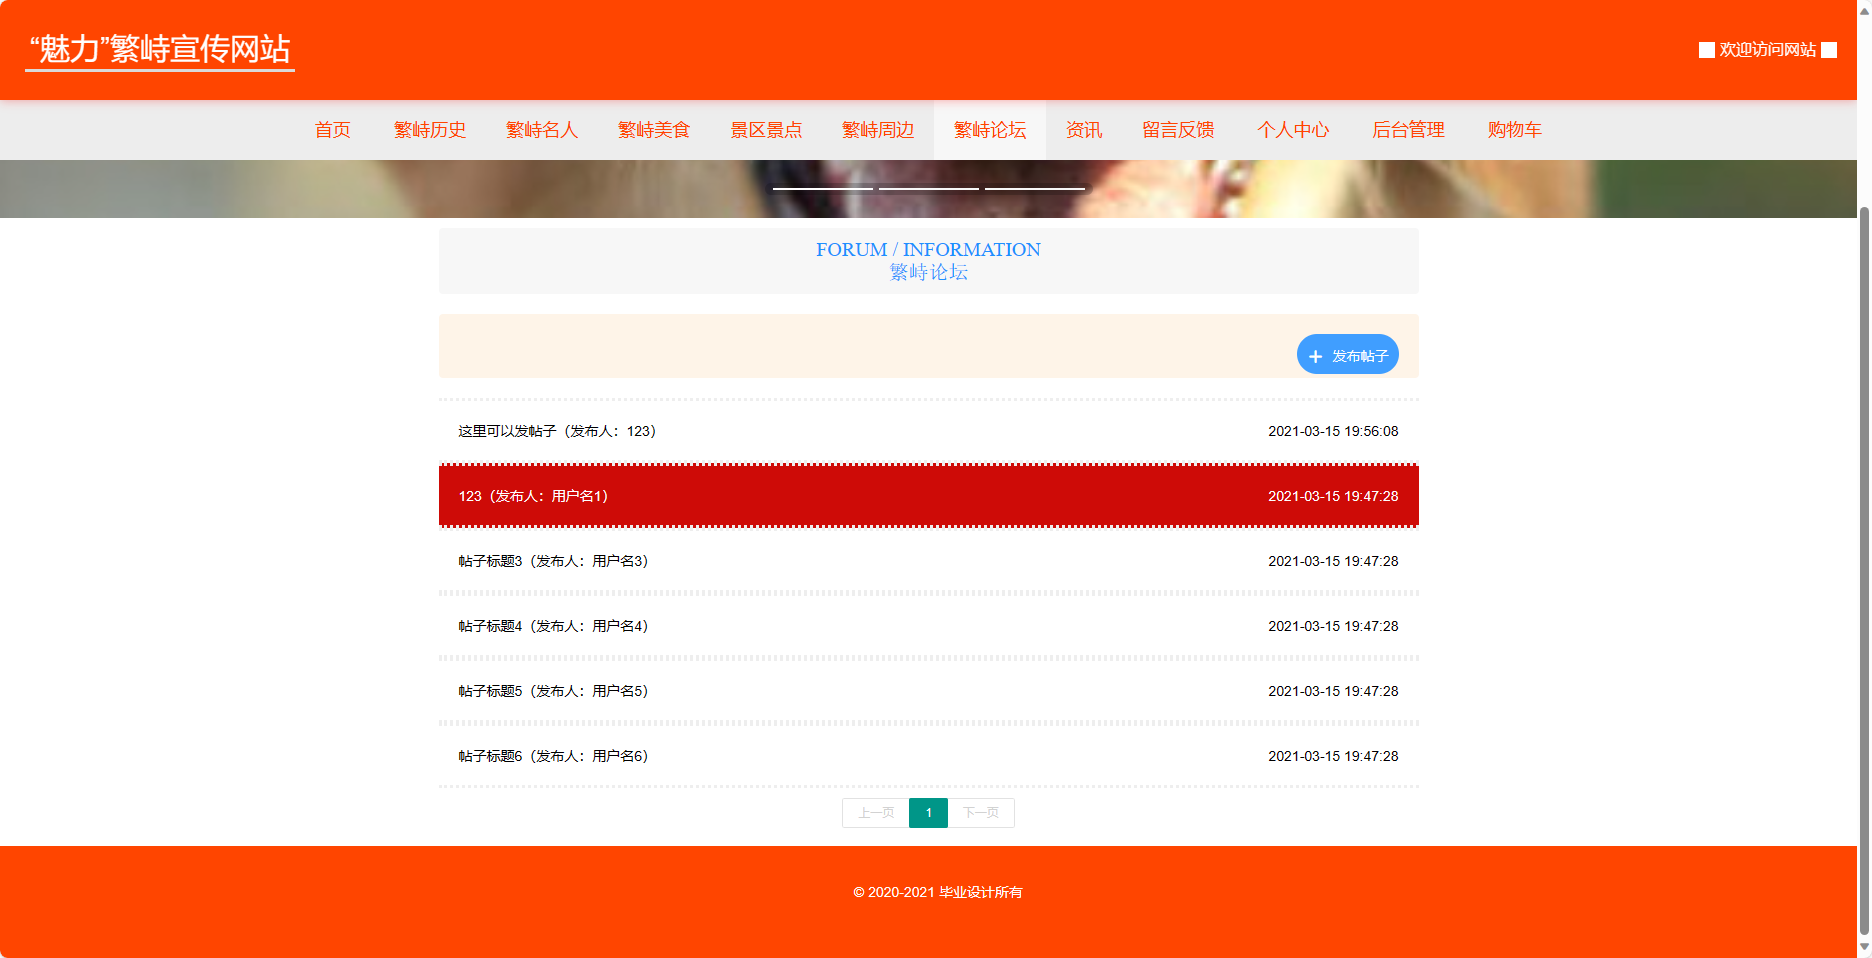 “魅力”繁峙宣传网站
欢迎访问网站
首页 繁峙历史 繁峙名人 繁峙美食 景区景点 繁峙周边 繁峙论坛 资讯 留言反馈 个人中心 后台管理 购物车
FORUM / INFORMATION
繁峙论坛
+ 发布帖子
这里可以发帖子（发布人：123） 2021-03-15 19:56:08
123（发布人：用户名1） 2021-03-15 19:47:28
帖子标题3（发布人：用户名3） 2021-03-15 19:47:28
帖子标题4（发布人：用户名4） 2021-03-15 19:47:28
帖子标题5（发布人：用户名5） 2021-03-15 19:47:28
帖子标题6（发布人：用户名6） 2021-03-15 19:47:28
上一页 1 下一页
© 2020-2021 毕业设计所有